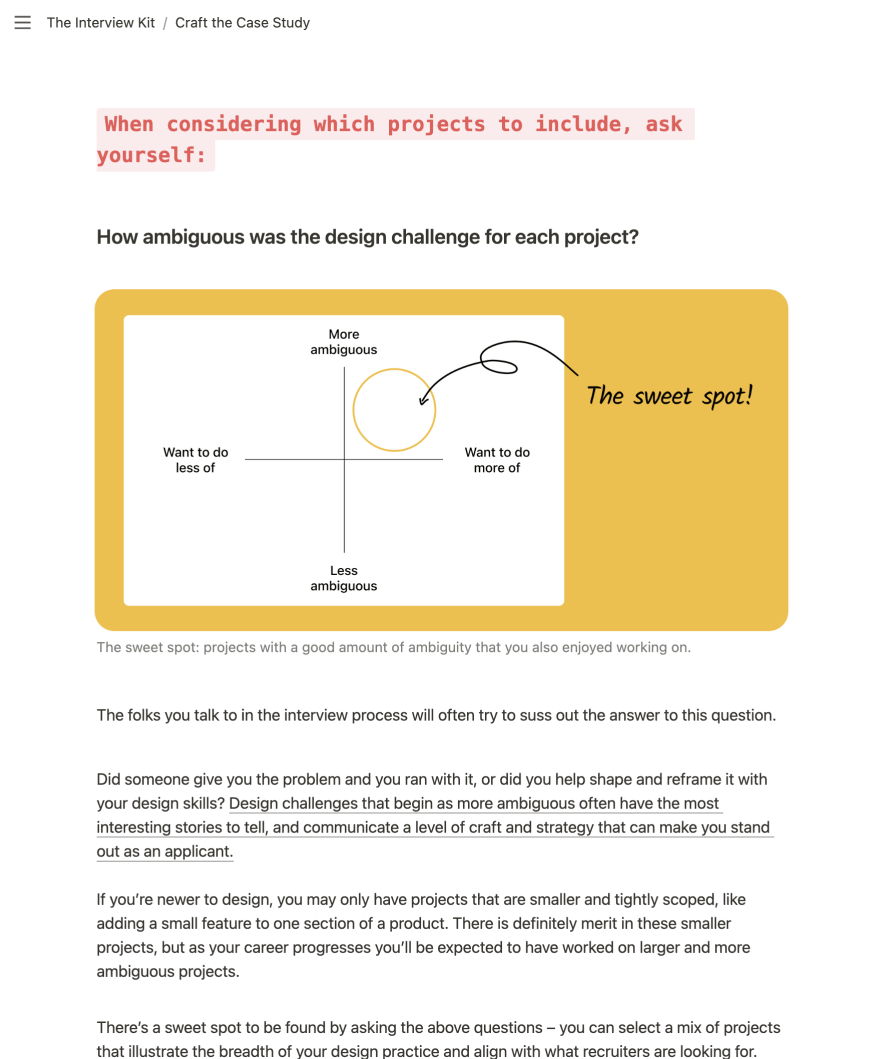 The Interview Kit / Craft the Case Study
When considering which projects to include, ask
yourself:
How ambiguous was the design challenge for each project?
More
ambiguous
The sweet spot!
Want to do
less of
Want to do
more of
Less
ambiguous
The sweet spot: projects with a good amount of ambiguity that you also enjoyed working on.
The folks you talk to in the interview process will often try to suss out the answer to this question.
Did someone give you the problem and you ran with it, or did you help shape and reframe it with
your design skills? Design challenges that begin as more ambiguous often have the most
interesting stories to tell, and communicate a level of craft and strategy that can make you stand
out as an applicant.
If you’re newer to design, you may only have projects that are smaller and tightly scoped, like
adding a small feature to one section of a product. There is definitely merit in these smaller
projects, but as your career progresses you’ll be expected to have worked on larger and more
ambiguous projects.
There’s a sweet spot to be found by asking the above questions – you can select a mix of projects
that illustrate the breadth of your design practice and align with what recruiters are looking for.